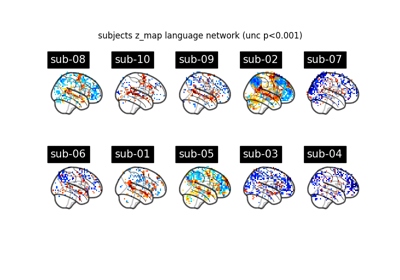 subjects z_map language network (unc p<0.001)
sub-08 sub-10 sub-09 sub-02 sub-07
sub-06 sub-01 sub-05 sub-03 sub-04